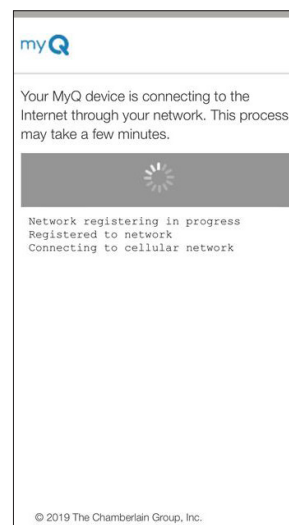 myQ
Your MyQ device is connecting to the
Internet through your network. This process
may take a few minutes.
Network registering in progress
Registered to network
Connecting to cellular network
© 2019 The Chamberlain Group, Inc.